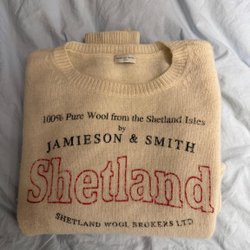 100% Pure Wool from the Shetland Isles
by
JAMIESON & SMITH
Shetland
SHETLAND WOOL BROKERS LTD